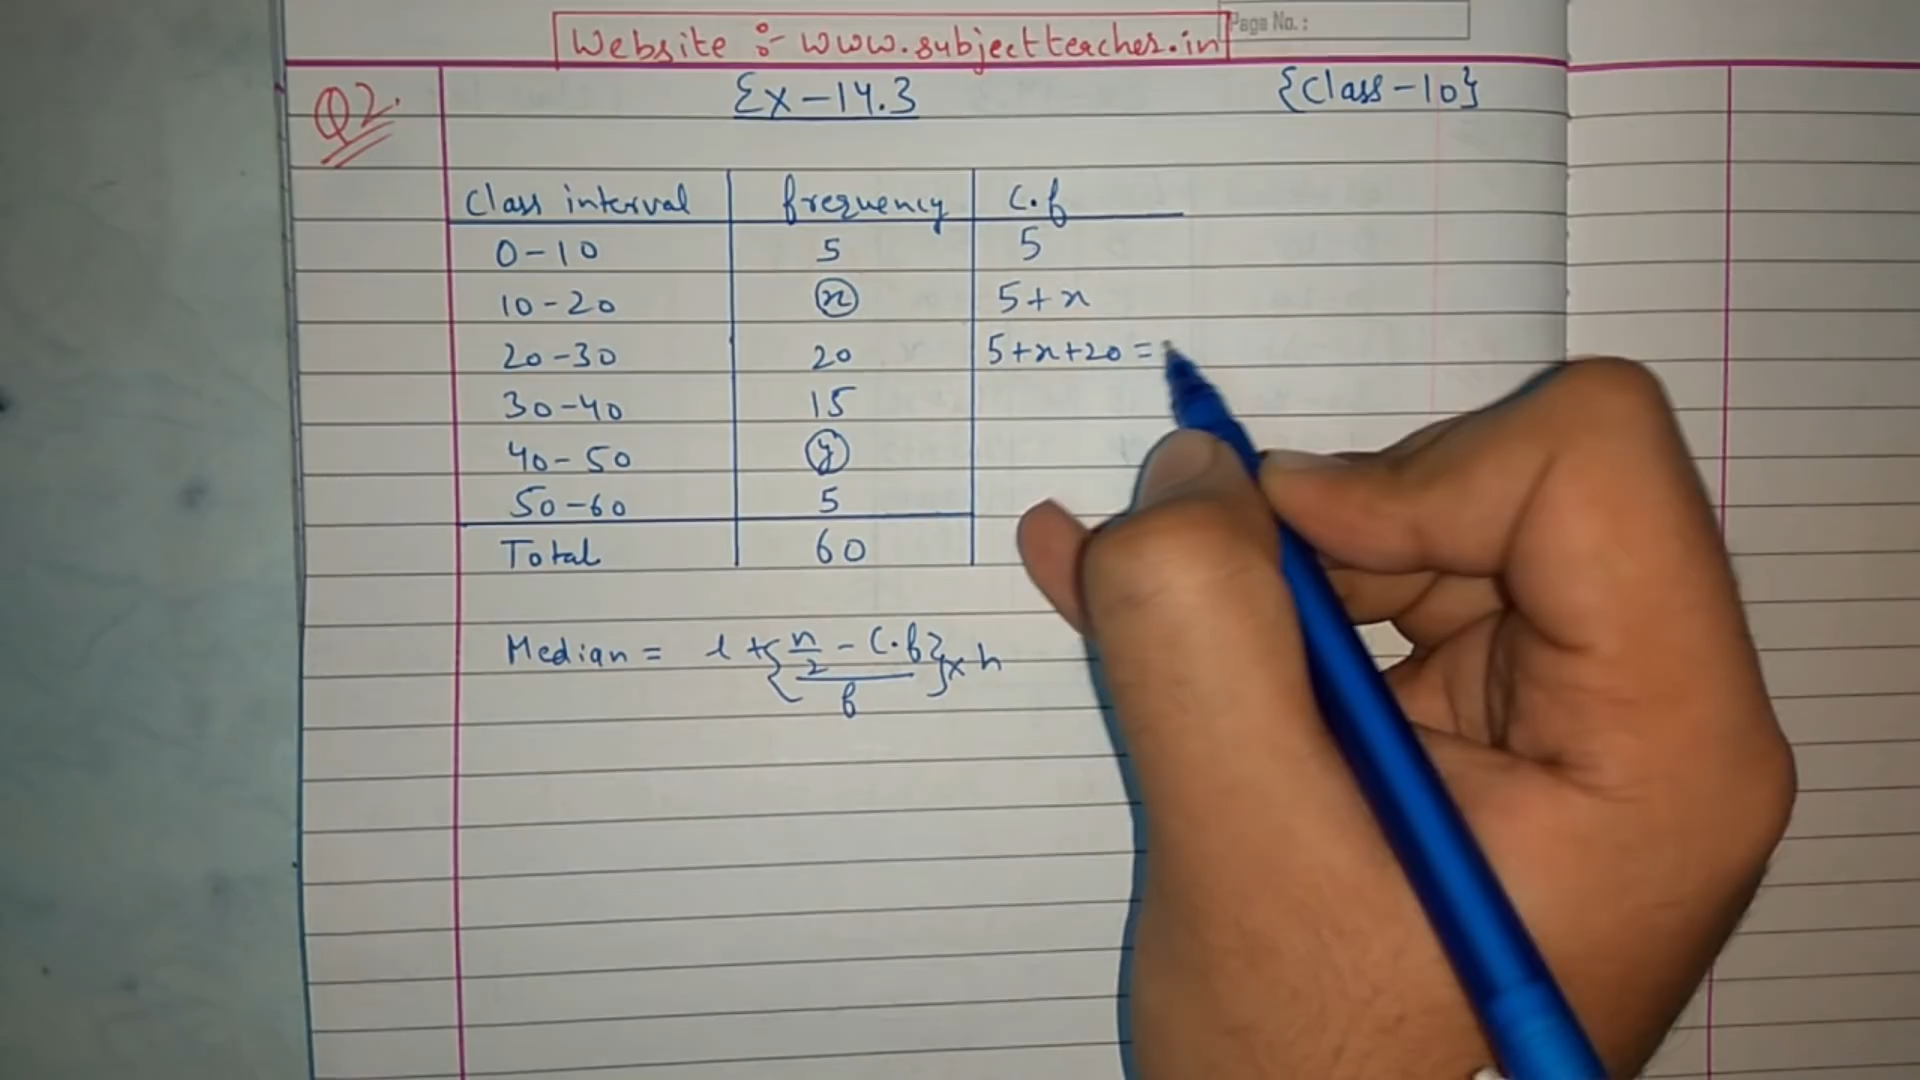 Website :- www.subjectteacher.in
Page No.:
Q2.
Ex-14.3
{Class-10}
Class interval frequency C.f
0-10 5 5
10-20 x 5+x
20-30 20 5+x+20 =
30-40 15
40-50 y
50-60 5
Total 60
Median = l + { n/2 - C.f / f } × h